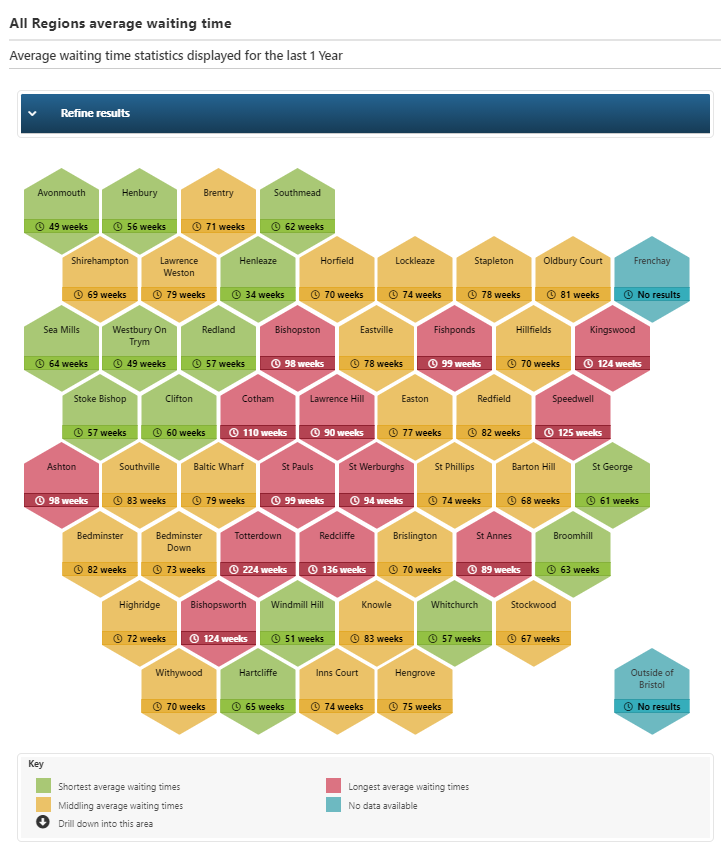 All Regions average waiting time
Average waiting time statistics displayed for the last 1 Year
Refine results
Avonmouth Henbury Brentry Southmead
49 weeks 56 weeks 71 weeks 62 weeks
Shirehampton Lawrence Henleaze Horfield Lockleaze Stapleton Oldbury Court Frenchay
Weston
69 weeks 79 weeks 34 weeks 70 weeks 74 weeks 78 weeks 81 weeks No results
Sea Mills Westbury On Redland Bishopston Eastville Fishponds Hillfields Kingswood
Trym
64 weeks 49 weeks 57 weeks 98 weeks 78 weeks 99 weeks 70 weeks 124 weeks
Stoke Bishop Clifton Cotham Lawrence Hill Easton Redfield Speedwell
57 weeks 60 weeks 110 weeks 90 weeks 77 weeks 82 weeks 125 weeks
Ashton Southville Baltic Wharf St Pauls St Werburghs St Phillips Barton Hill St George
98 weeks 83 weeks 79 weeks 99 weeks 94 weeks 74 weeks 68 weeks 61 weeks
Bedminster Bedminster Totterdown Redcliffe Brislington St Annes Broomhill
Down
82 weeks 73 weeks 224 weeks 136 weeks 70 weeks 89 weeks 63 weeks
Highridge Bishopsworth Windmill Hill Knowle Whitchurch Stockwood
72 weeks 124 weeks 51 weeks 83 weeks 57 weeks 67 weeks
Withywood Hartcliffe Inns Court Hengrove Outside of
Bristol
70 weeks 65 weeks 74 weeks 75 weeks No results
Key
Shortest average waiting times Longest average waiting times
Middling average waiting times No data available
Drill down into this area